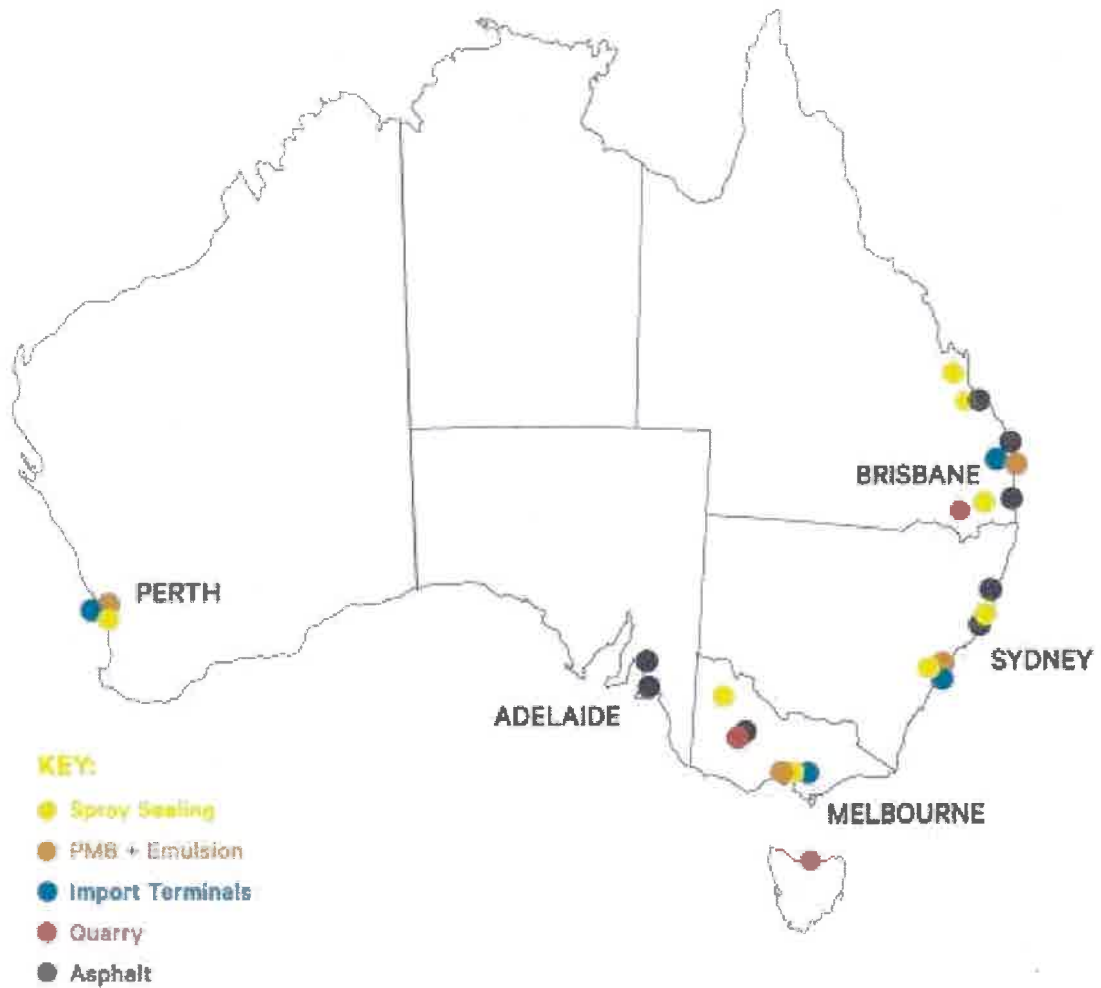 BRISBANE
PERTH
SYDNEY
ADELAIDE
MELBOURNE
KEY:
Spray Sealing
PMB + Emulsion
Import Terminals
Quarry
Asphalt